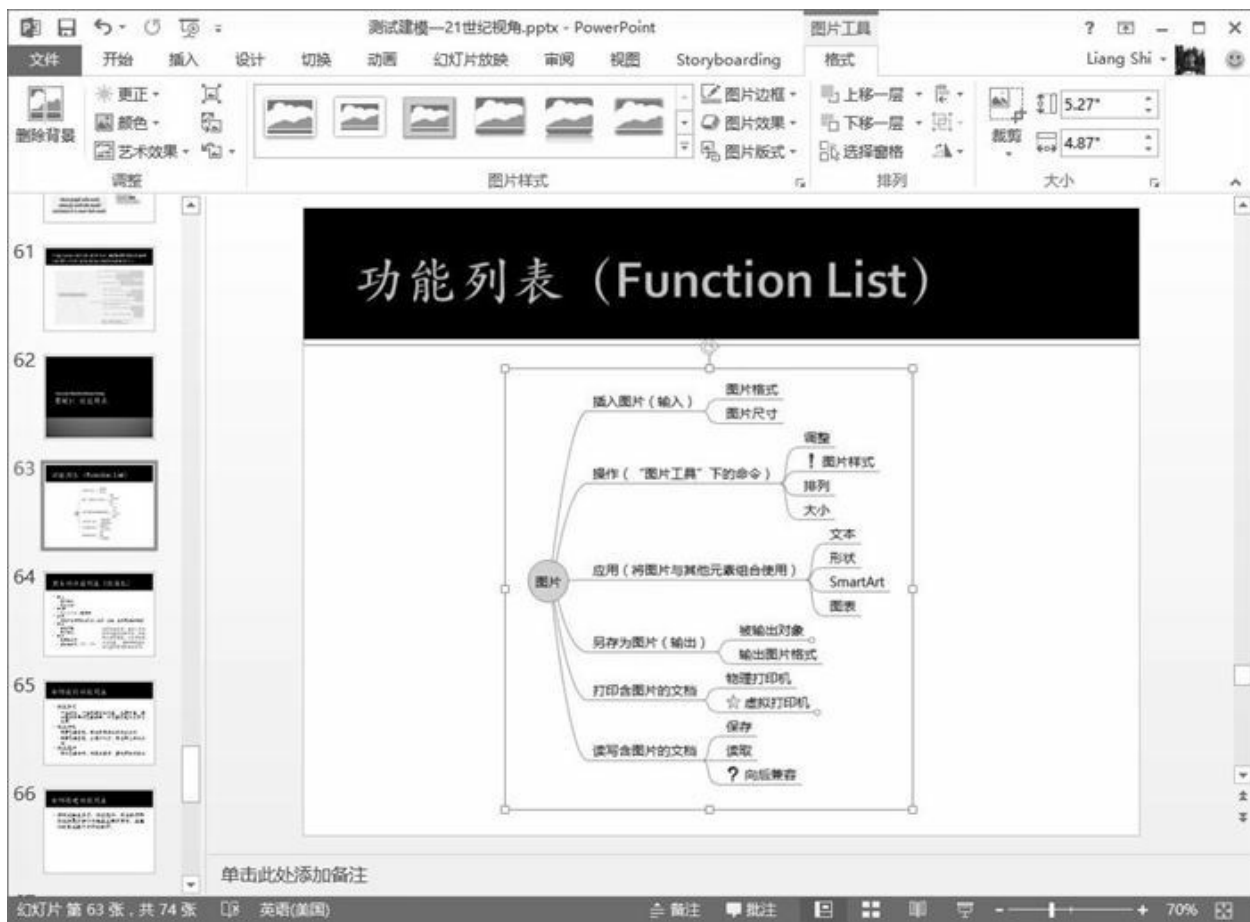 测试建模—21世纪视角.pptx - PowerPoint
图片工具
?
文件
开始
插入
设计
切换
动画
幻灯片放映
审阅
视图
Storyboarding
格式
Liang Shi
删除背景
更正
颜色
艺术效果
调整
图片边框
图片效果
图片版式
图片样式
上移一层
下移一层
选择窗格
排列
裁剪
5.27"
4.87"
大小
61
62
63
64
65
66
功能列表（Function List）
图片
插入图片（输入）
图片格式
图片尺寸
操作（“图片工具”下的命令）
调整
! 图片样式
排列
大小
应用（将图片与其他元素组合使用）
文本
形状
SmartArt
图表
另存为图片（输出）
被输出对象
输出图片格式
打印含图片的文档
物理打印机
☆ 虚拟打印机
读写含图片的文档
保存
读取
? 向后兼容
单击此处添加备注
幻灯片 第 63 张，共 74 张
英语(美国)
备注
批注
70%